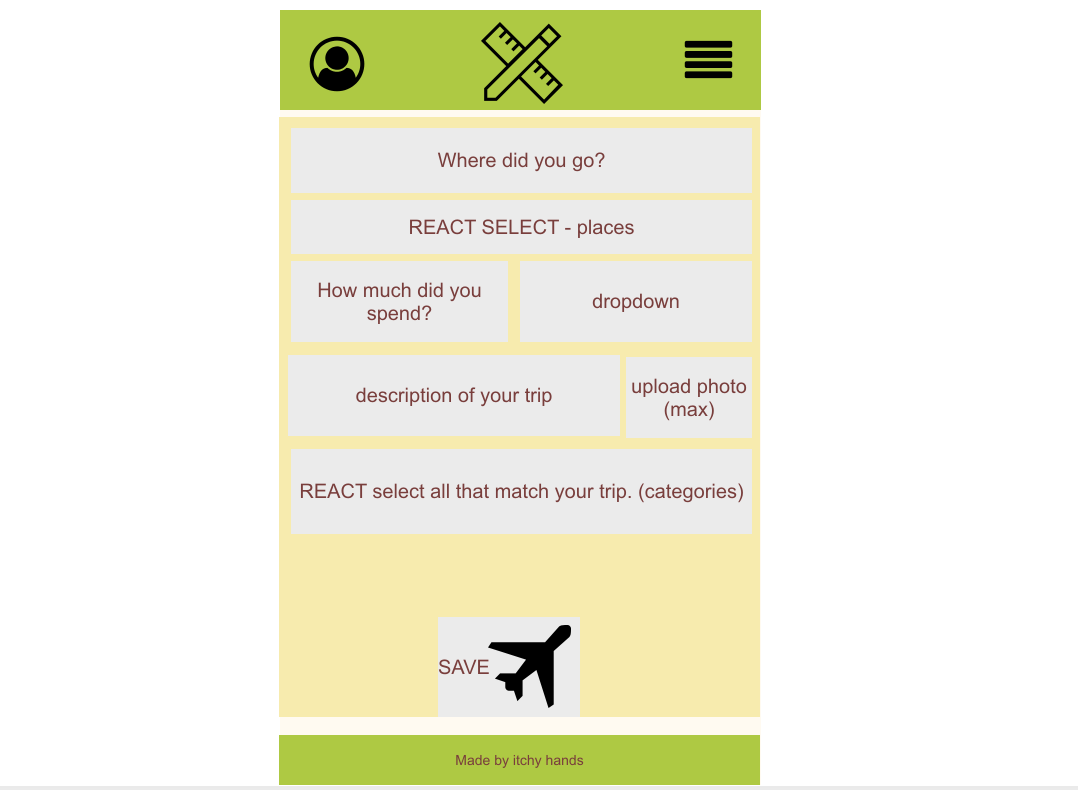 Where did you go?
REACT SELECT - places
How much did you
spend?
dropdown
description of your trip
upload photo
(max)
REACT select all that match your trip. (categories)
SAVE
Made by itchy hands